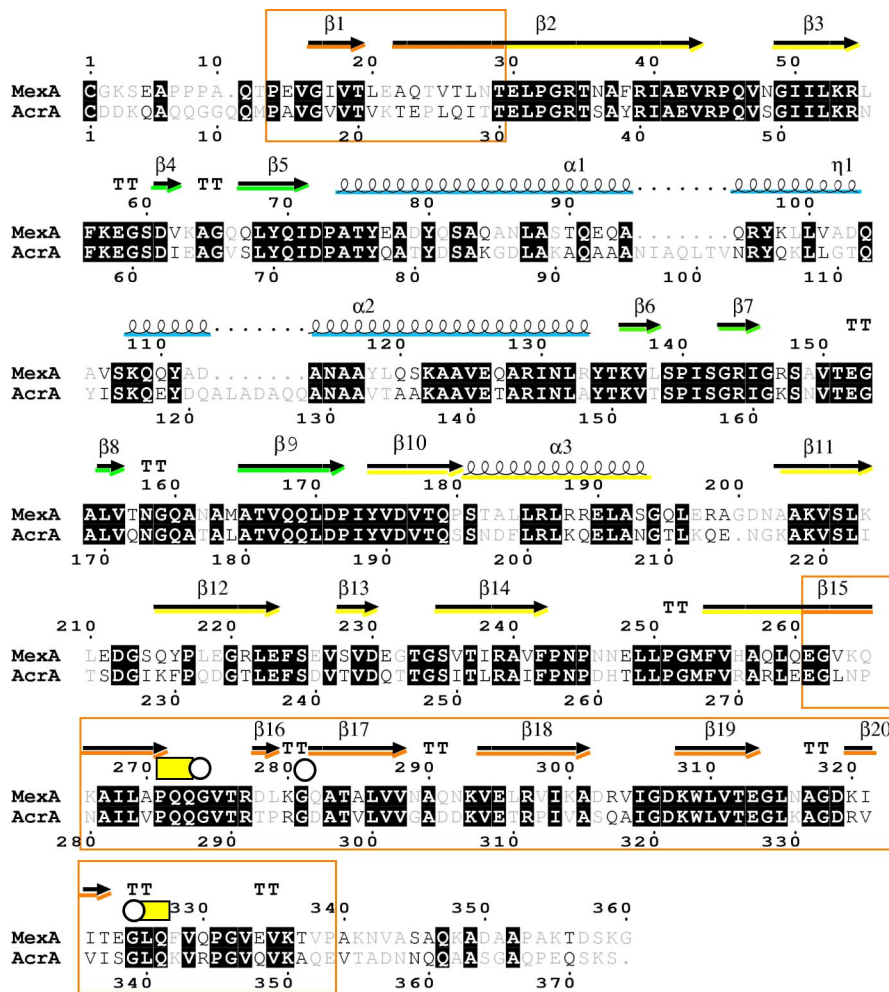 β1 β2 β3
1 10 20 30 40 50
MexA CGKSEAPPPA.QTPEVGIVTLEAQTVTLNTELPGRTNAFRIAEVRPQVNGIILKRL
AcrA CDDKQAQQGGQQMPAVGVVTVKTEPLQITTELPGRTSAYRIAEVRPQVSGIILKRN
1 10 20 30 40 50
TT β4 TT β5 α1 ....... η1
60 70 80 90 100
MexA FKEGSDVKAGQQLYQIDPATYEADYQSAQANLASTQEQA.......QRYKLLVADQ
AcrA FKEGSDIEAGVSLYQIDPATYQATYDSAKGDLAKAQAAANIAQLTVNRYQKLLGTQ
60 70 80 90 100 110
....... α2 β6 β7 TT
110 120 130 140 150
MexA AVSKQQYAD.......ANAAYLQSKAAVEQARINLRYTKVLSPISGRIGRSAVTEG
AcrA YISKQEYDQALADAQQANAAVTAAKAAVETARINLAYTKVTSPISGRIGKSNVTEG
120 130 140 150 160
β8 TT β9 β10 α3 β11
160 170 180 190 200
MexA ALVTNGQANAMATVQQLDPIYVDVTQPSTALLRLRRELASGQLERAGDNAAKVSLK
AcrA ALVQNGQATALATVQQLDPIYVDVTQSSNDFLRLKQELANGTLKQE.NGKAKVSLI
170 180 190 200 210 220
β12 β13 β14 TT β15
210 220 230 240 250 260
MexA LEDGSQYPLEGRLEFSEVSVDEGTGSVTIRAVFPNPNNELLPGMFVHAQLQEGVKQ
AcrA TSDGIKFPQDGTLEFSDVTVDQTTGSITLRAIFPNPDHTLLPGMFVRARLEEGLNP
230 240 250 260 270
β16 TT β17 TT β18 β19 TT β20
270 280 290 300 310 320
MexA KAILAPQQGVTRDLKGQATALVVNAQNKVELRVIKADRVIGDKWLVTEGLNAGDKI
AcrA NAILVPQQGVTRTPRGDATVLVVGADDKVETRPIVASQAIGDKWLVTEGLKAGDRV
280 290 300 310 320 330
TT TT
330 340 350 360
MexA ITEGLQFVQPGVEVKTVPAKNVASAQKADAAPAKTDSKG
AcrA VISGLQKVRPGVQVKAQEVTADNNQQAASGAQPEQSKS.
340 350 360 370